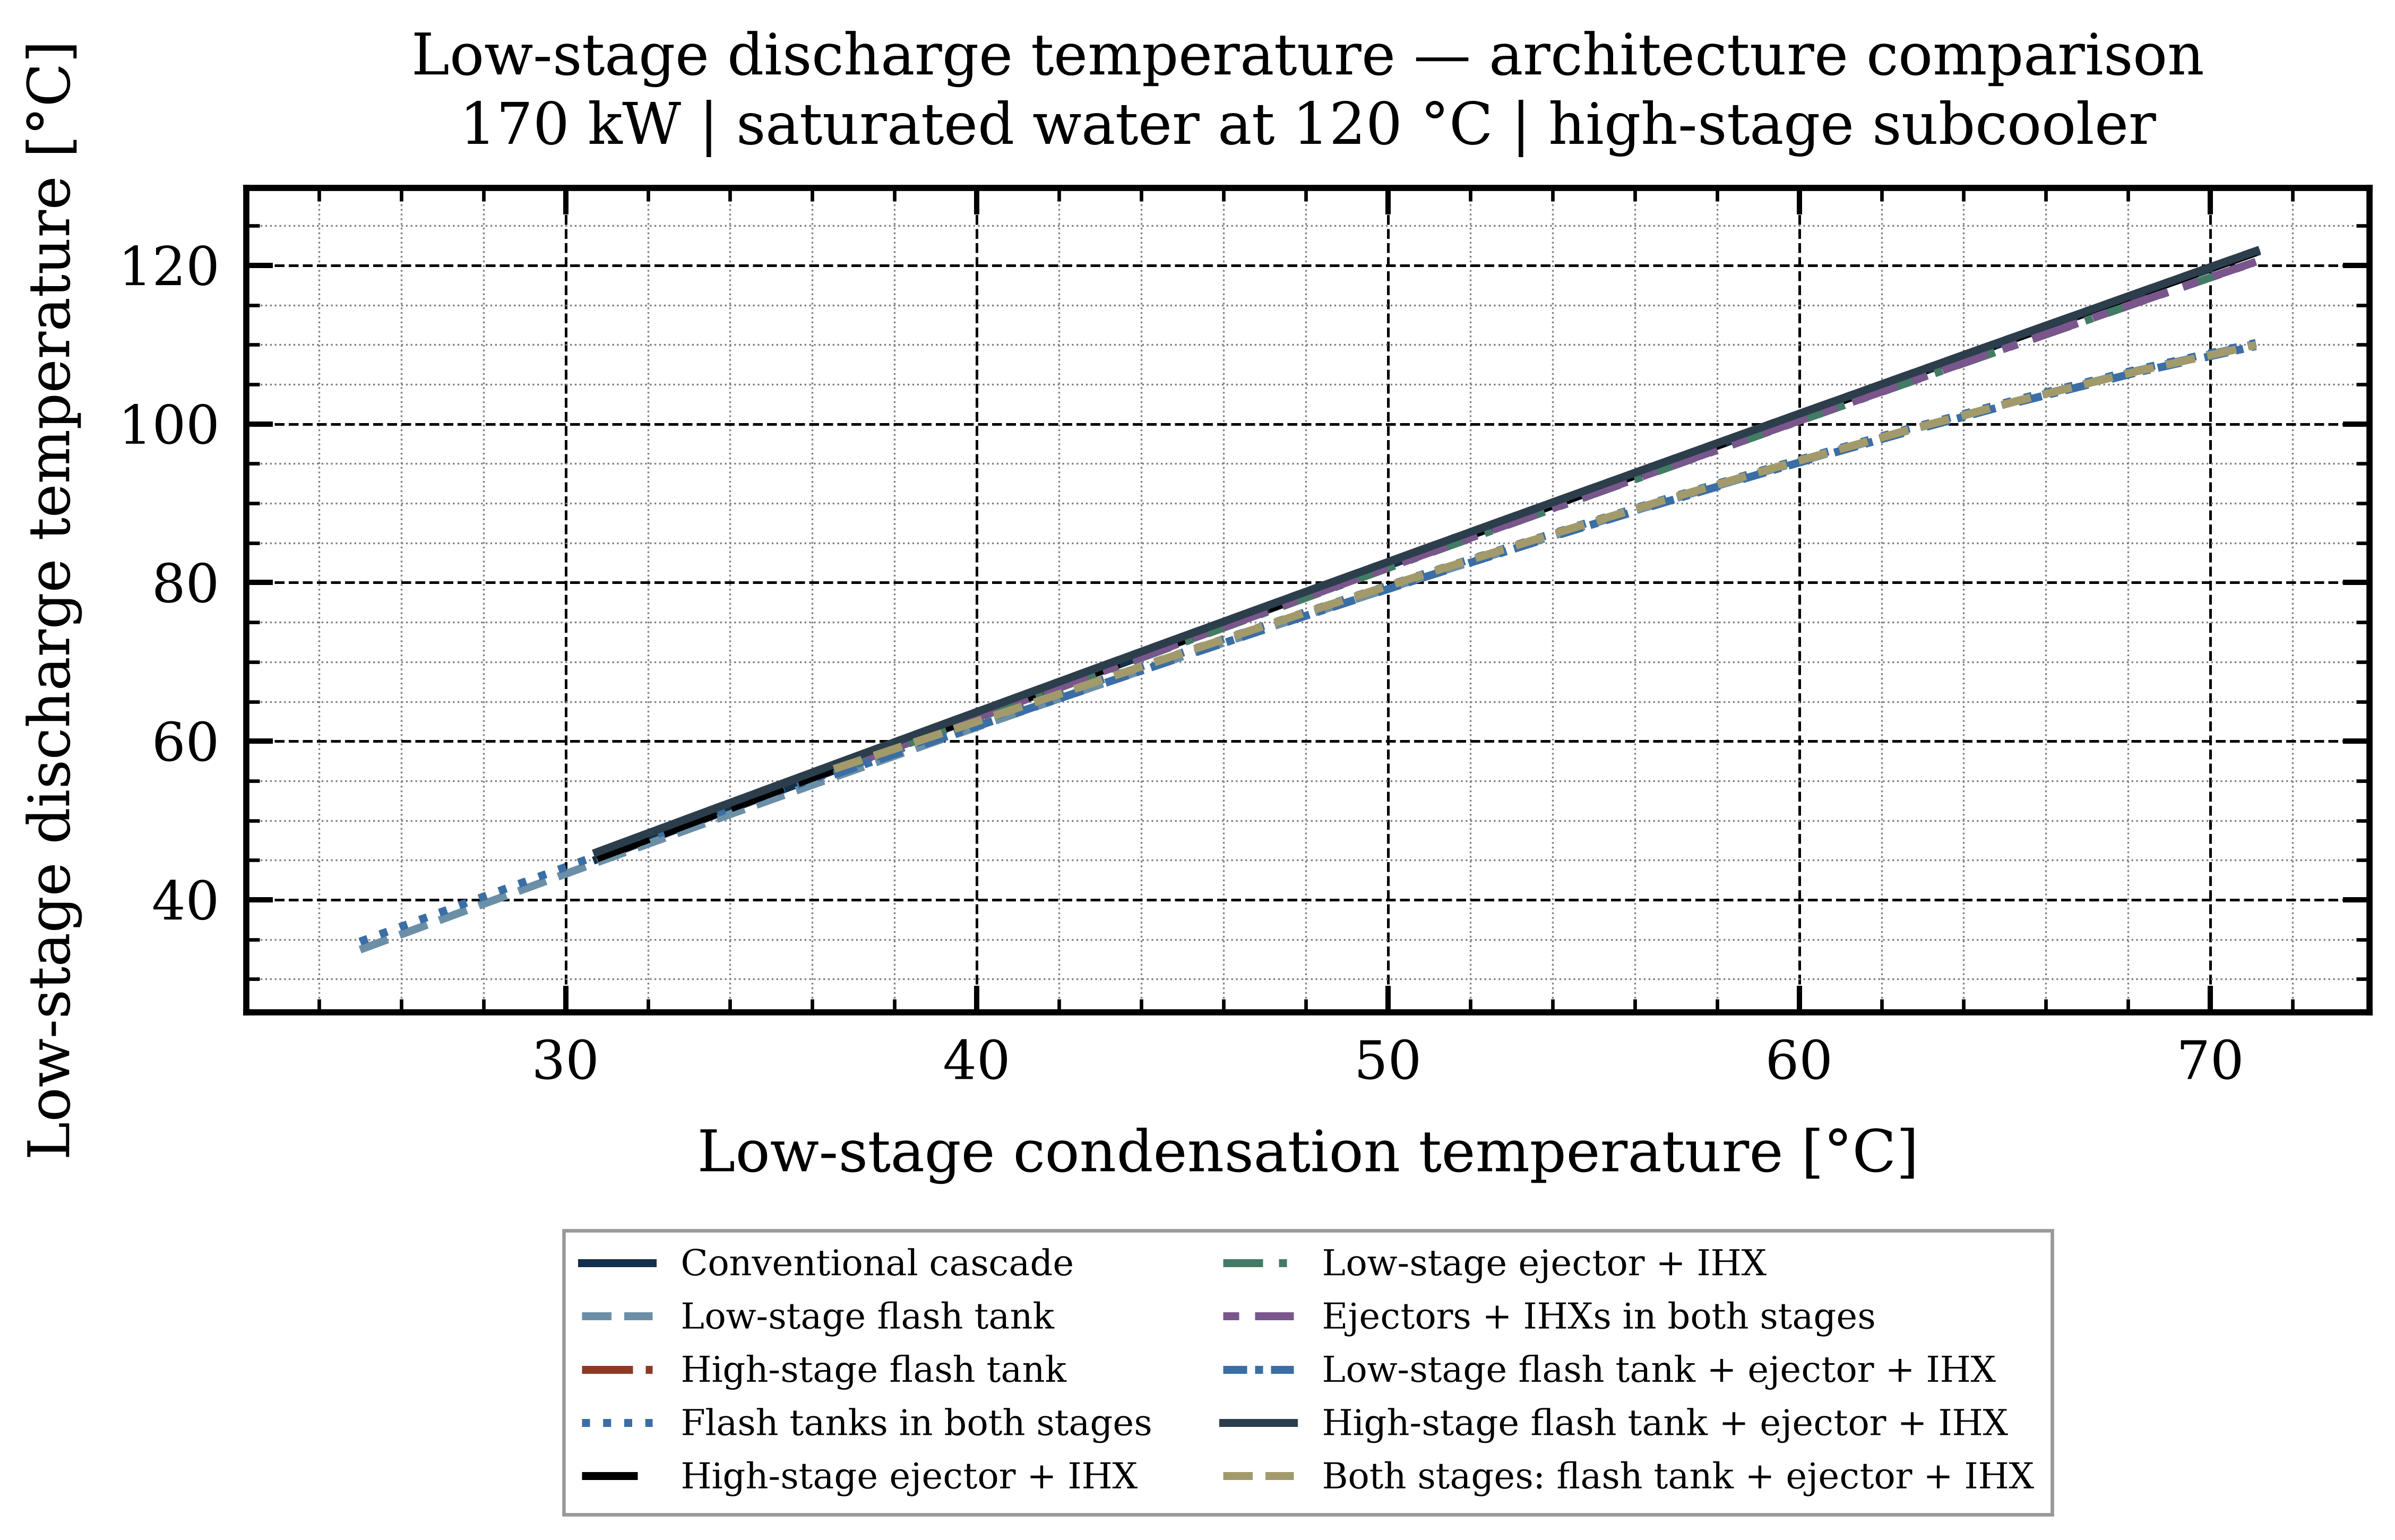 Low-stage discharge temperature — architecture comparison
170 kW | saturated water at 120 °C | high-stage subcooler
Low-stage discharge temperature [°C]
120
100
80
60
40
30 40 50 60 70
Low-stage condensation temperature [°C]
Conventional cascade
Low-stage flash tank
High-stage flash tank
Flash tanks in both stages
High-stage ejector + IHX
Low-stage ejector + IHX
Ejectors + IHXs in both stages
Low-stage flash tank + ejector + IHX
High-stage flash tank + ejector + IHX
Both stages: flash tank + ejector + IHX